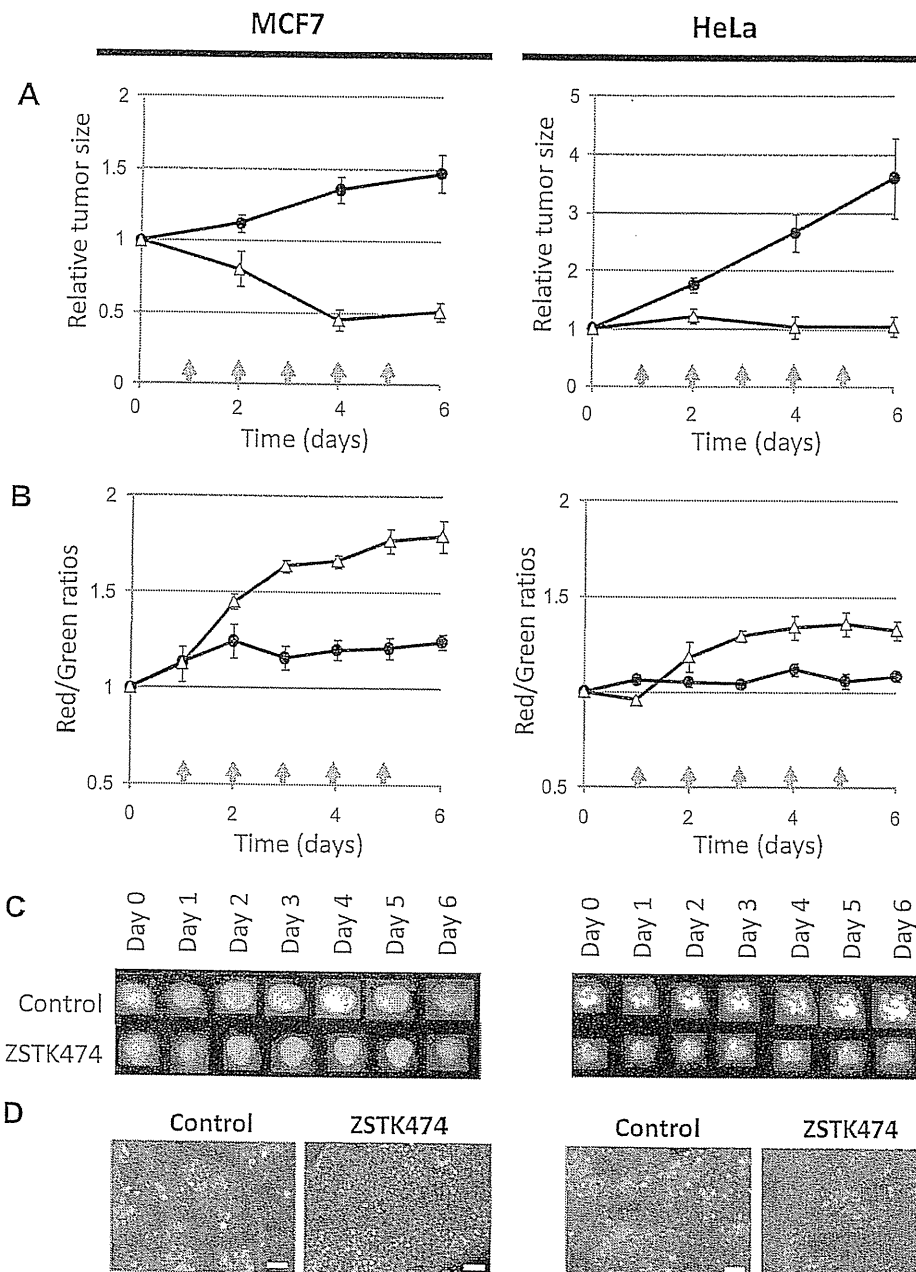 MCF7 HeLa
A
Relative tumor size
2
1.5
1
0.5
0
0 2 4 6
Time (days)
Relative tumor size
5
4
3
2
1
0
0 2 4 6
Time (days)
B
Red/Green ratios
2
1.5
1
0.5
0 2 4 6
Time (days)
Red/Green ratios
2
1.5
1
0.5
0 2 4 6
Time (days)
C
Day 0 Day 1 Day 2 Day 3 Day 4 Day 5 Day 6
Day 0 Day 1 Day 2 Day 3 Day 4 Day 5 Day 6
Control
ZSTK474
D
Control ZSTK474 Control ZSTK474